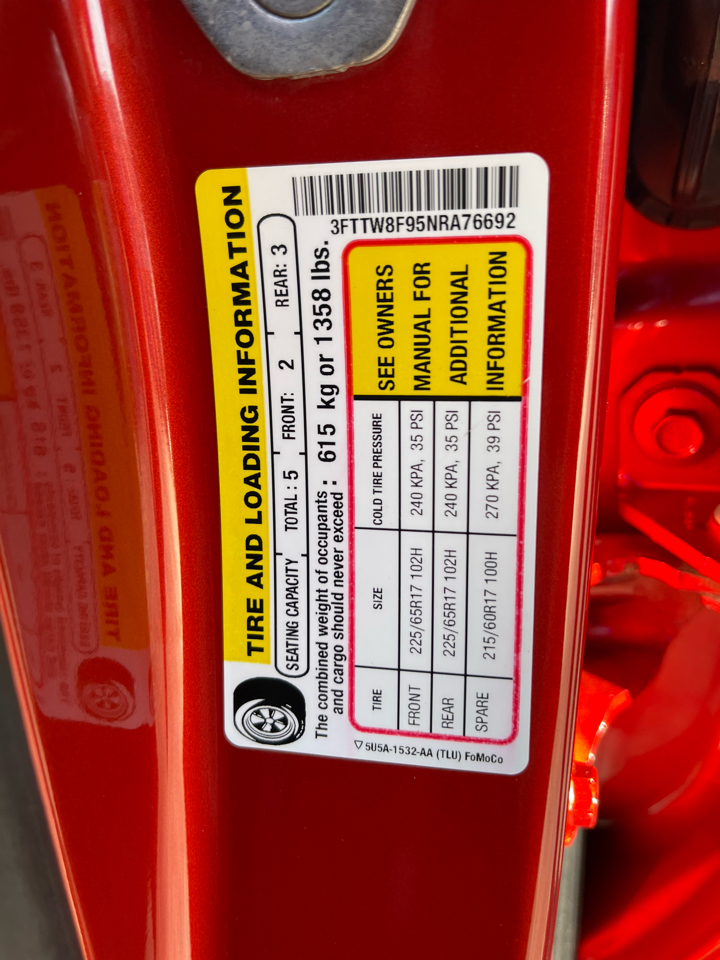 3FTTW8F95NRA76692
TIRE AND LOADING INFORMATION
SEATING CAPACITY TOTAL: 5 FRONT: 2 REAR: 3
The combined weight of occupants
and cargo should never exceed : 615 kg or 1358 lbs.
TIRE SIZE COLD TIRE PRESSURE
FRONT 225/65R17 102H 240 KPA, 35 PSI
REAR 225/65R17 102H 240 KPA, 35 PSI
SPARE 215/60R17 100H 270 KPA, 39 PSI
SEE OWNERS
MANUAL FOR
ADDITIONAL
INFORMATION
▽ 5U5A-1532-AA (TLU) FoMoCo